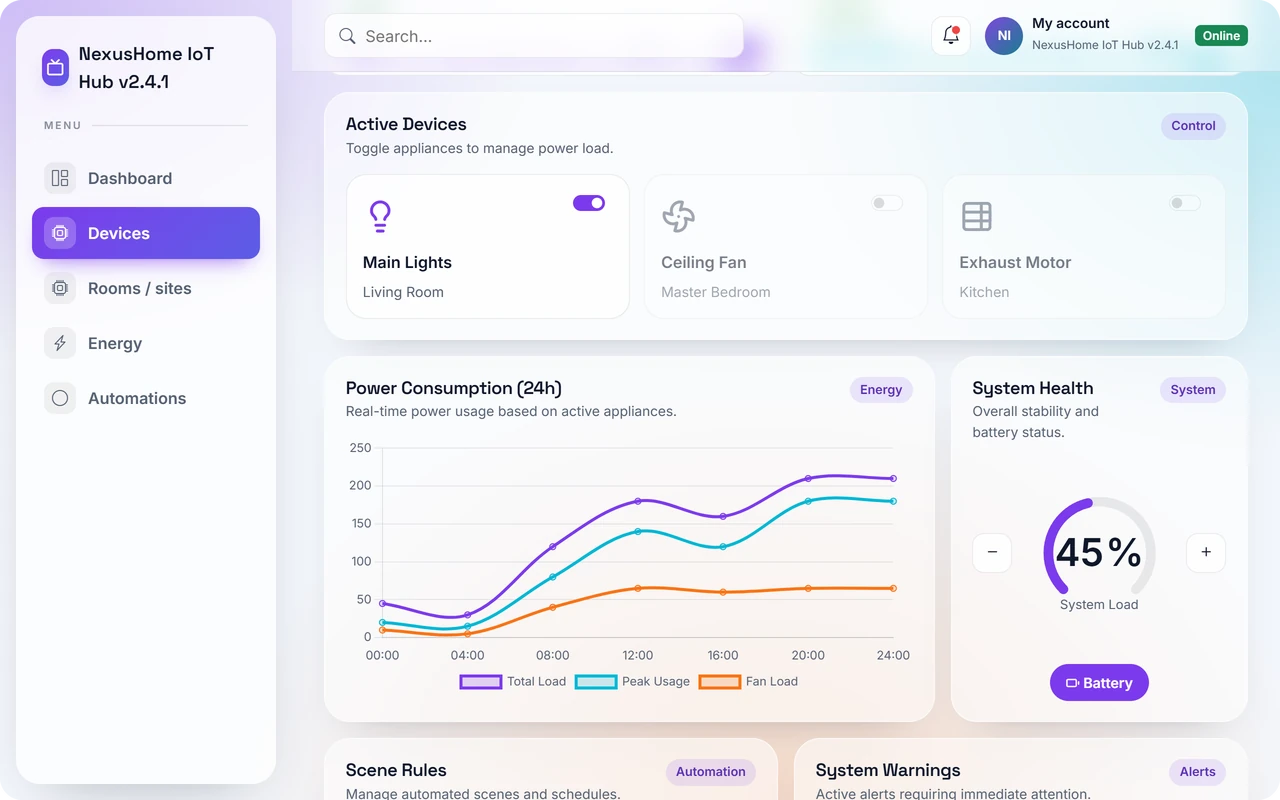 NexusHome IoT
Hub v2.4.1
MENU
Dashboard
Devices
Rooms / sites
Energy
Automations
Search...
NI
My account
NexusHome IoT Hub v2.4.1
Online
Active Devices
Control
Toggle appliances to manage power load.
Main Lights
Living Room
Ceiling Fan
Master Bedroom
Exhaust Motor
Kitchen
Power Consumption (24h)
Energy
Real-time power usage based on active appliances.
250
200
150
100
50
0
00:00 04:00 08:00 12:00 16:00 20:00 24:00
Total Load Peak Usage Fan Load
System Health
System
Overall stability and
battery status.
−
45%
+
System Load
Battery
Scene Rules
Automation
Manage automated scenes and schedules.
System Warnings
Alerts
Active alerts requiring immediate attention.